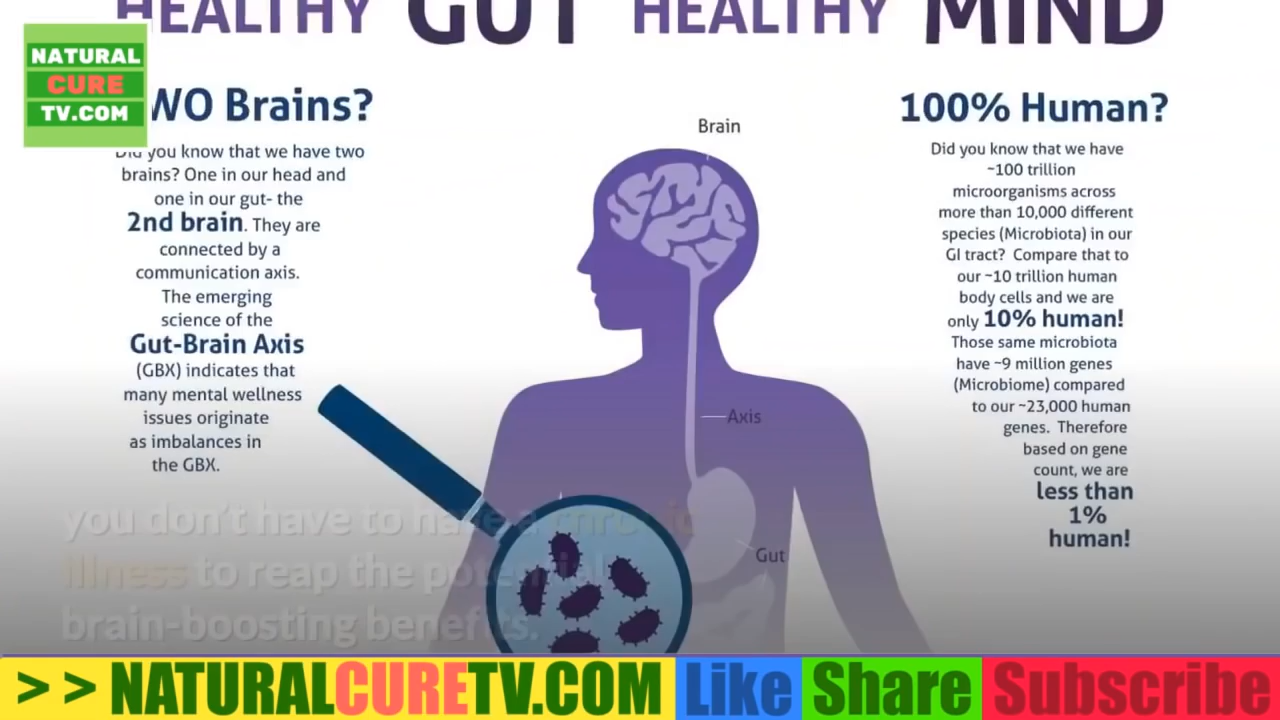 HEALTHY GUT HEALTHY MIND
NATURAL
CURE
TV.COM
WO Brains?
Did you know that we have two
brains? One in our head and
one in our gut- the
2nd brain. They are
connected by a
communication axis.
The emerging
science of the
Gut-Brain Axis
(GBX) indicates that
many mental wellness
issues originate
as imbalances in
the GBX.
Brain
Axis
Gut
100% Human?
Did you know that we have
~100 trillion
microorganisms across
more than 10,000 different
species (Microbiota) in our
GI tract? Compare that to
our ~10 trillion human
body cells and we are
only 10% human!
Those same microbiota
have ~9 million genes
(Microbiome) compared
to our ~23,000 human
genes. Therefore
based on gene
count, we are
less than
1%
human!
you don't have to have a chronic
illness to reap the potential
brain-boosting benefits.
>> NATURALCURETV.COM Like Share Subscribe